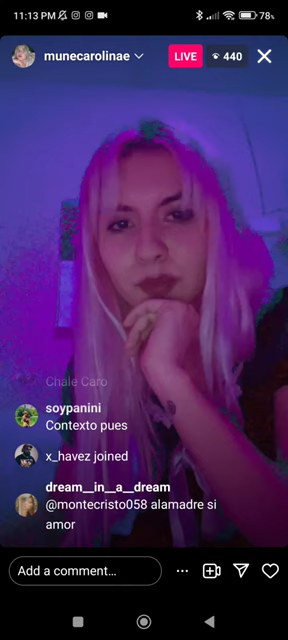 11:13 PM
78%
munecarolinae
LIVE
440
Chale Caro
soypanini
Contexto pues
x_havez joined
dream__in__a__dream
@montecristo058 alamadre si
amor
Add a comment...